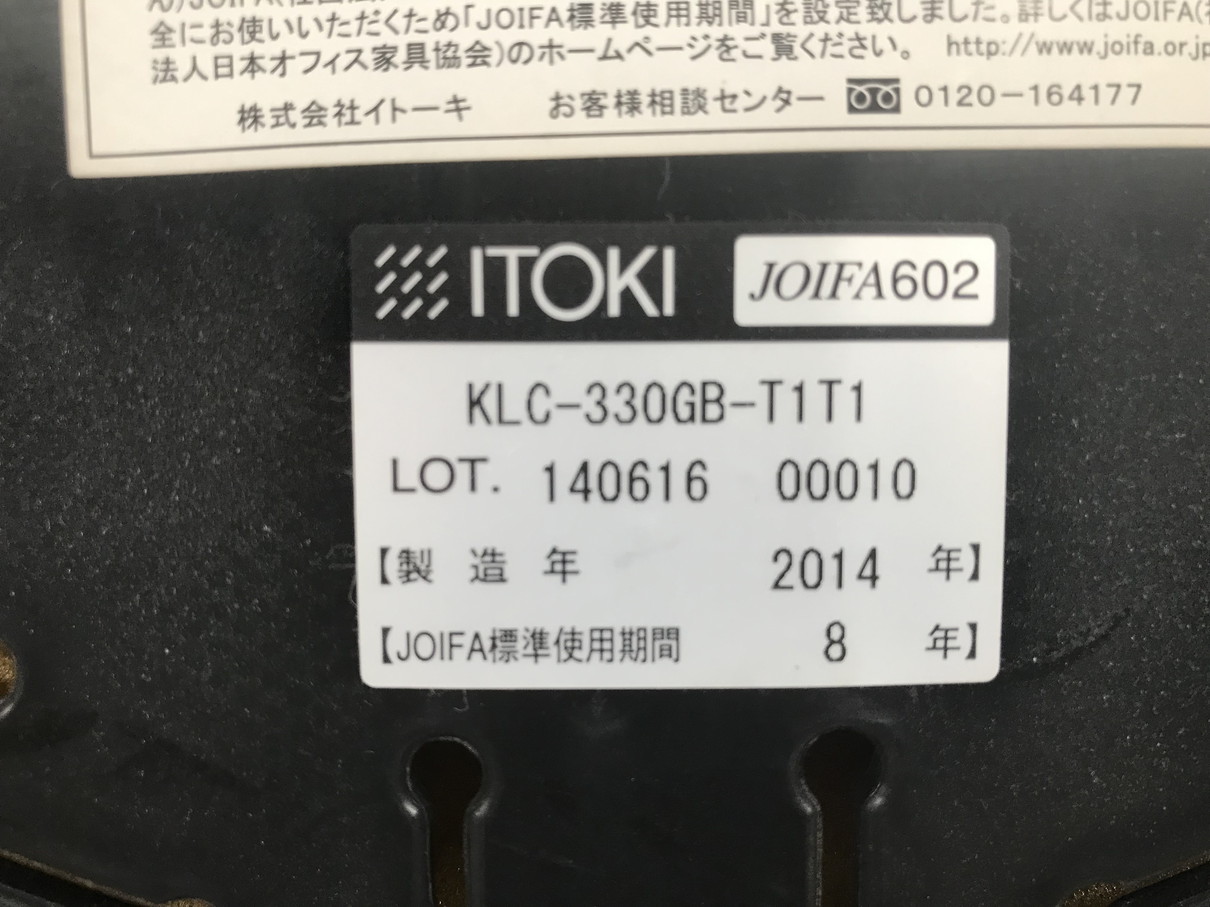 JOIFA
全にお使いいただくため「JOIFA標準使用期間」を設定致しました。詳しくはJOIFA(
法人日本オフィス家具協会)のホームページをご覧ください。 http://www.joifa.or.jp
株式会社イトーキ お客様相談センター 0120-164177
ITOKI JOIFA602
KLC-330GB-T1T1
LOT. 140616 00010
【製造年 2014 年】
【JOIFA標準使用期間 8 年】